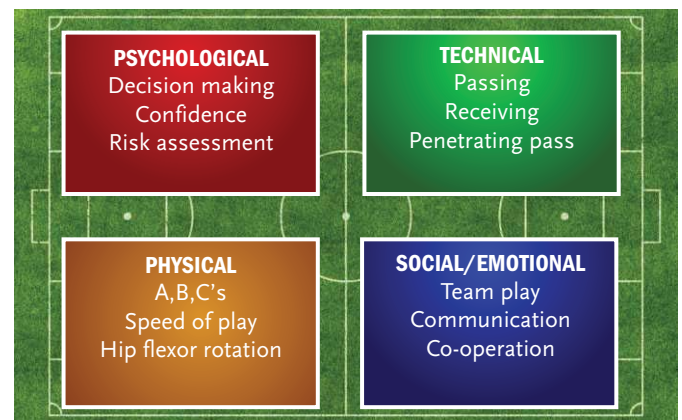 PSYCHOLOGICAL
Decision making
Confidence
Risk assessment
TECHNICAL
Passing
Receiving
Penetrating pass
PHYSICAL
A,B,C's
Speed of play
Hip flexor rotation
SOCIAL/EMOTIONAL
Team play
Communication
Co-operation